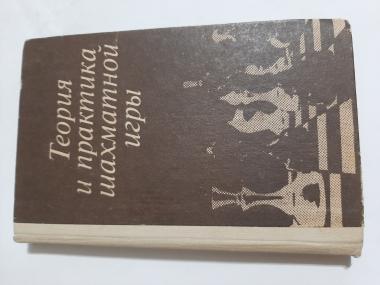 Теория
и практика
шахматной
игры